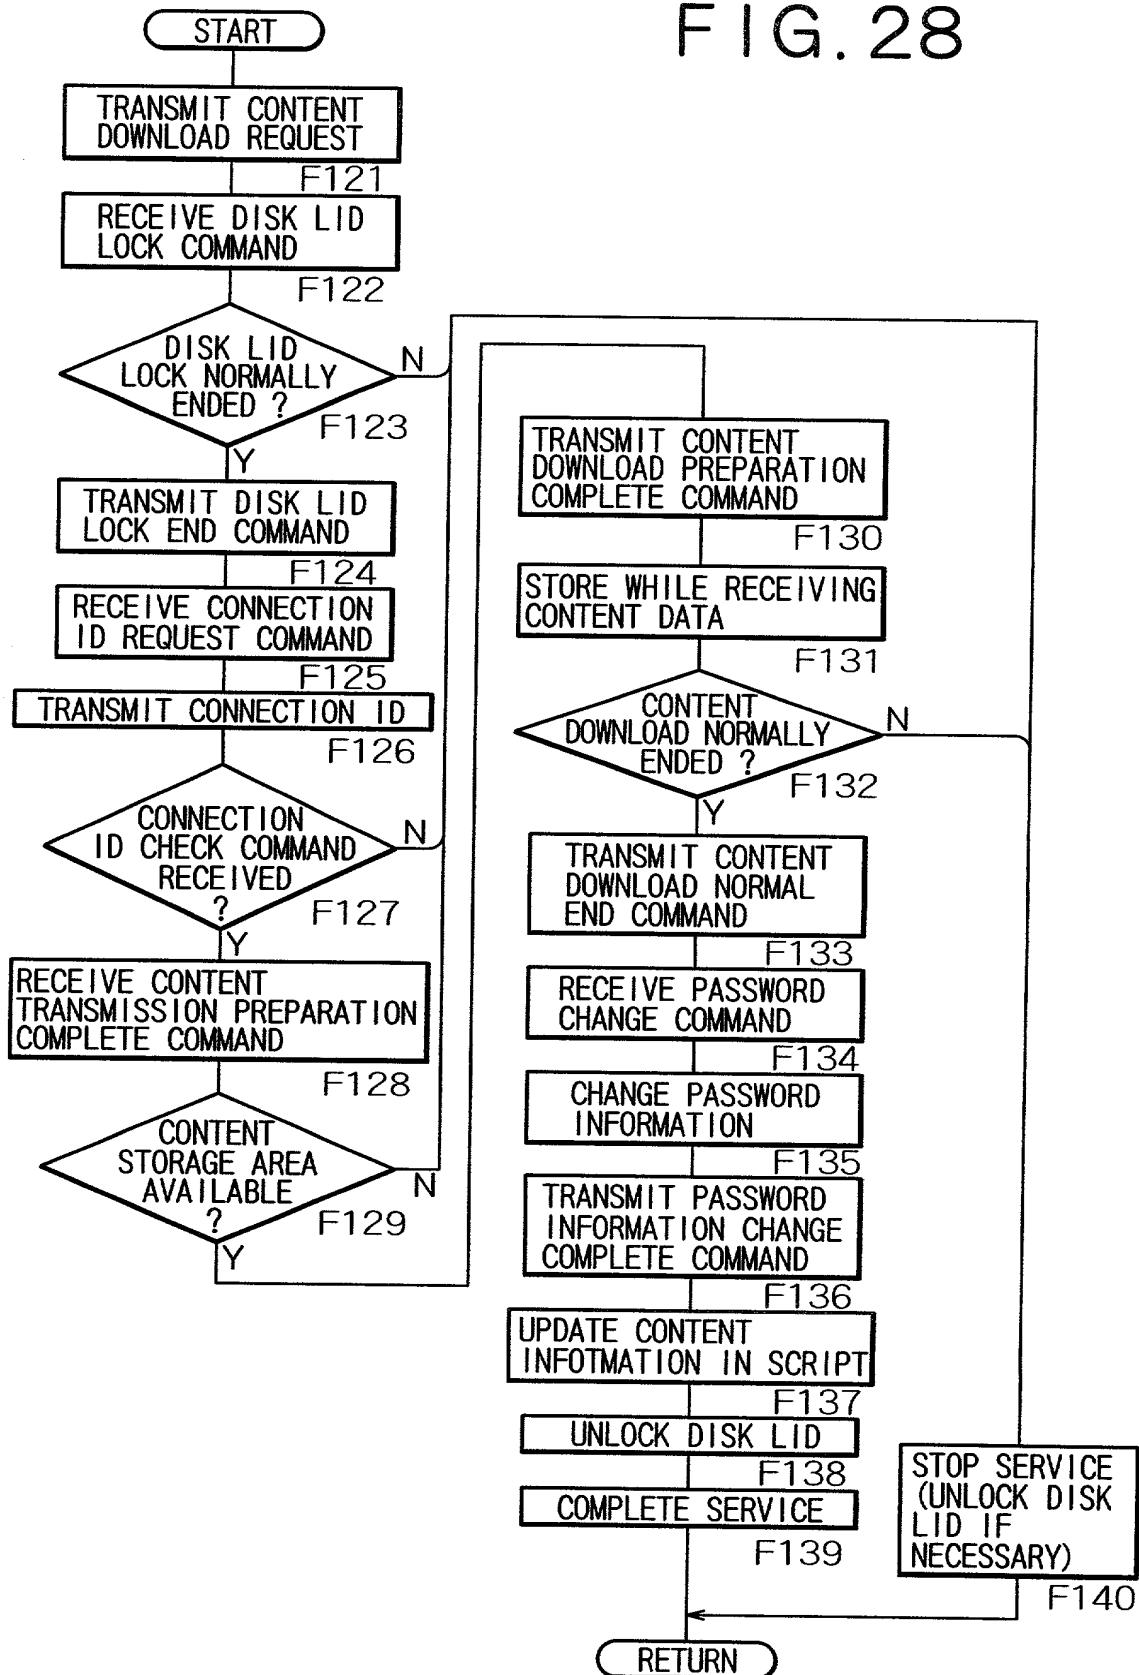 FIG. 28
START
TRANSMIT CONTENT
DOWNLOAD REQUEST
F121
RECEIVE DISK LID
LOCK COMMAND
F122
DISK LID
LOCK NORMALLY
ENDED ?
N
F123
Y
TRANSMIT DISK LID
LOCK END COMMAND
F124
RECEIVE CONNECTION
ID REQUEST COMMAND
F125
TRANSMIT CONNECTION ID
F126
CONNECTION
ID CHECK COMMAND
RECEIVED
?
N
F127
Y
RECEIVE CONTENT
TRANSMISSION PREPARATION
COMPLETE COMMAND
F128
CONTENT
STORAGE AREA
AVAILABLE
?
N
F129
Y
TRANSMIT CONTENT
DOWNLOAD PREPARATION
COMPLETE COMMAND
F130
STORE WHILE RECEIVING
CONTENT DATA
F131
CONTENT
DOWNLOAD NORMALLY
ENDED ?
N
F132
Y
TRANSMIT CONTENT
DOWNLOAD NORMAL
END COMMAND
F133
RECEIVE PASSWORD
CHANGE COMMAND
F134
CHANGE PASSWORD
INFORMATION
F135
TRANSMIT PASSWORD
INFORMATION CHANGE
COMPLETE COMMAND
F136
UPDATE CONTENT
INFOTMATION IN SCRIPT
F137
UNLOCK DISK LID
F138
COMPLETE SERVICE
F139
STOP SERVICE
(UNLOCK DISK
LID IF
NECESSARY)
F140
RETURN